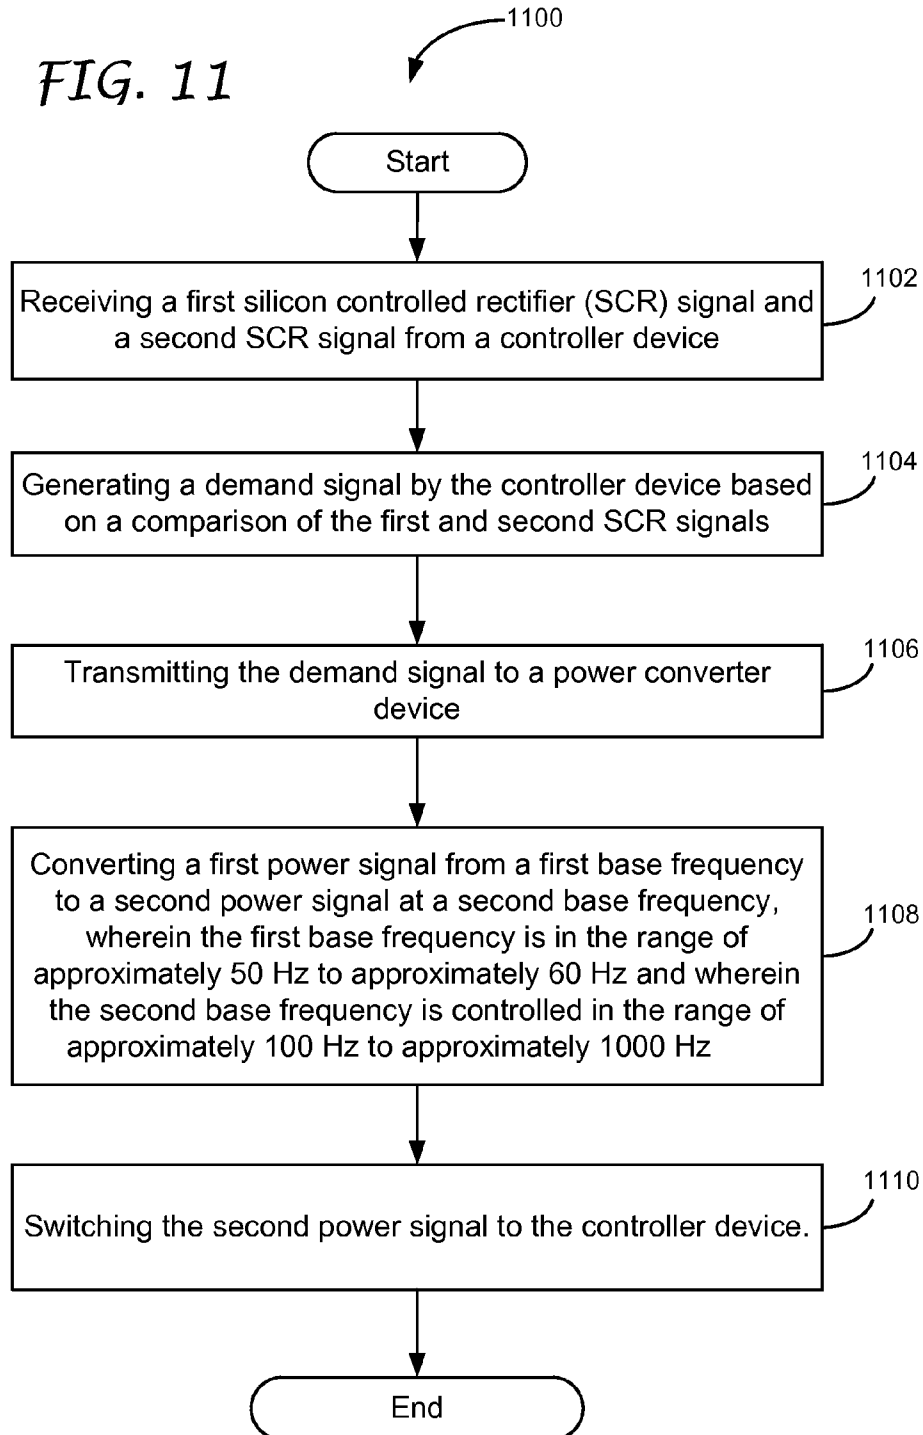 1100
FIG. 11
Start
Receiving a first silicon controlled rectifier (SCR) signal and
a second SCR signal from a controller device
1102
Generating a demand signal by the controller device based
on a comparison of the first and second SCR signals
1104
Transmitting the demand signal to a power converter
device
1106
Converting a first power signal from a first base frequency
to a second power signal at a second base frequency,
wherein the first base frequency is in the range of
approximately 50 Hz to approximately 60 Hz and wherein
the second base frequency is controlled in the range of
approximately 100 Hz to approximately 1000 Hz
1108
Switching the second power signal to the controller device.
1110
End